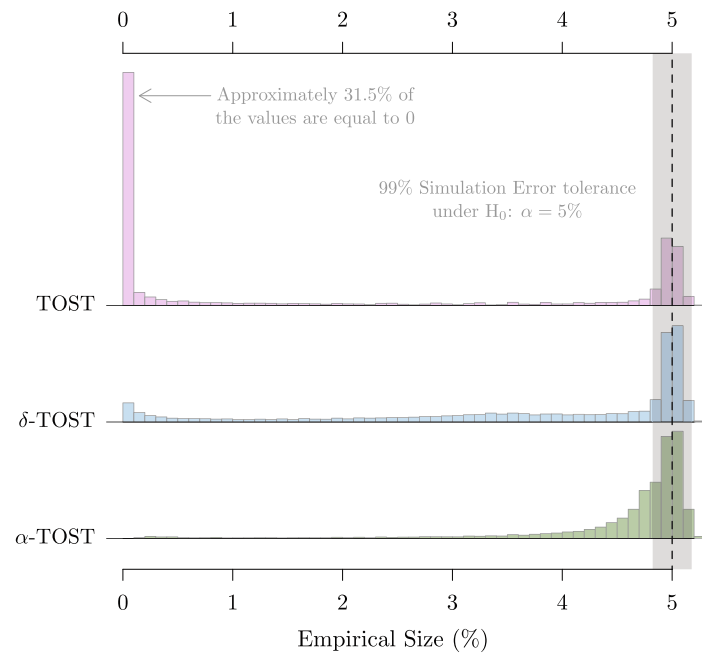 0 1 2 3 4 5
Approximately 31.5% of
the values are equal to 0
99% Simulation Error tolerance
under H₀: α = 5%
TOST
δ-TOST
α-TOST
0 1 2 3 4 5
Empirical Size (%)